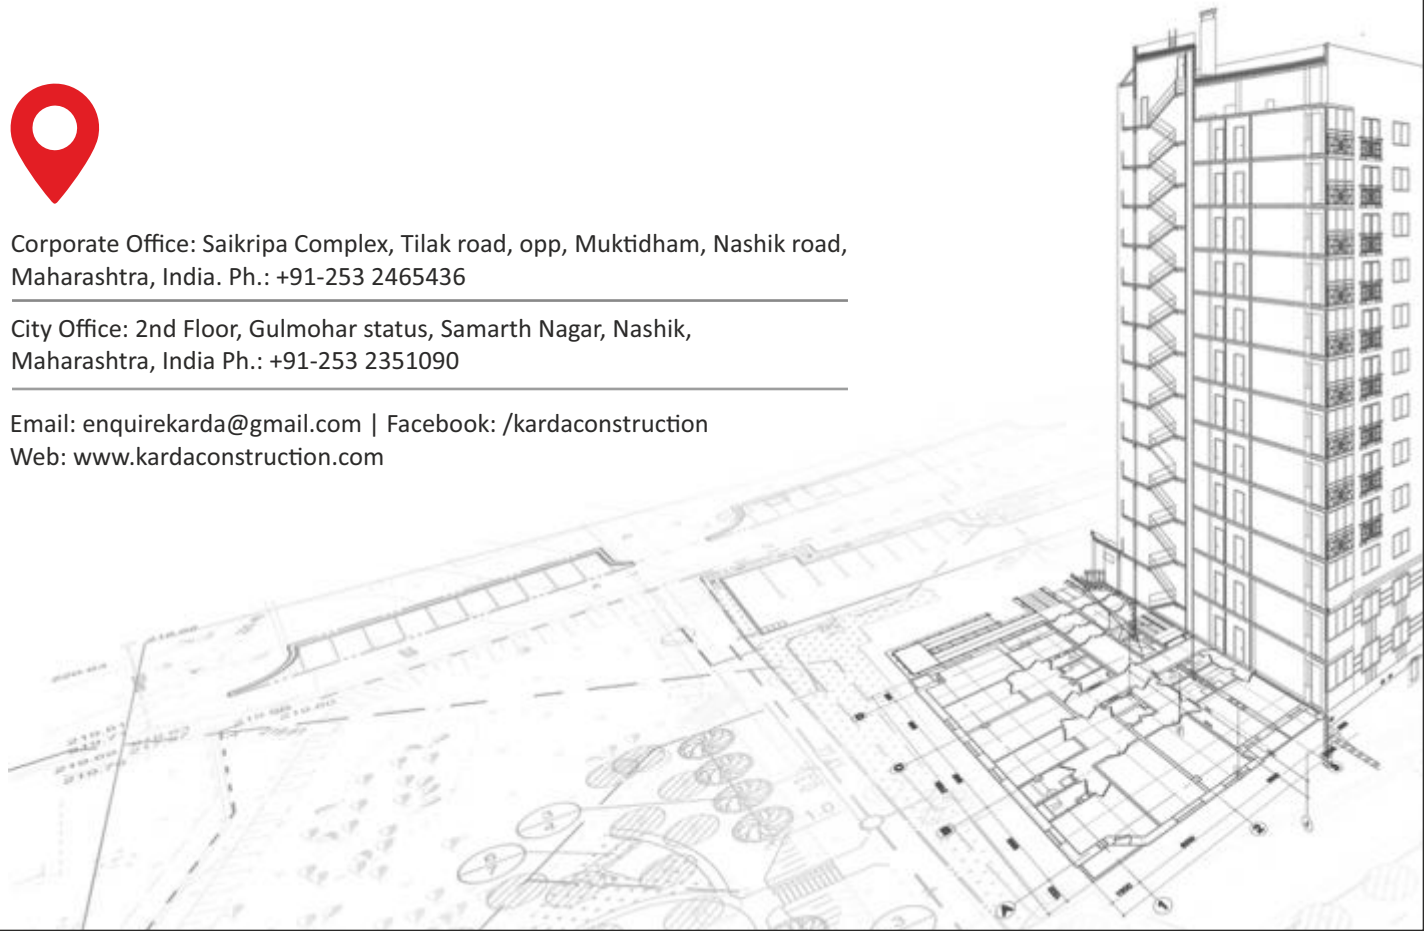 Corporate Office: Saikripa Complex, Tilak road, opp, Muktidham, Nashik road,
Maharashtra, India. Ph.: +91-253 2465436
City Office: 2nd Floor, Gulmohar status, Samarth Nagar, Nashik,
Maharashtra, India Ph.: +91-253 2351090
Email: enquirekarda@gmail.com | Facebook: /kardaconstruction
Web: www.kardaconstruction.com